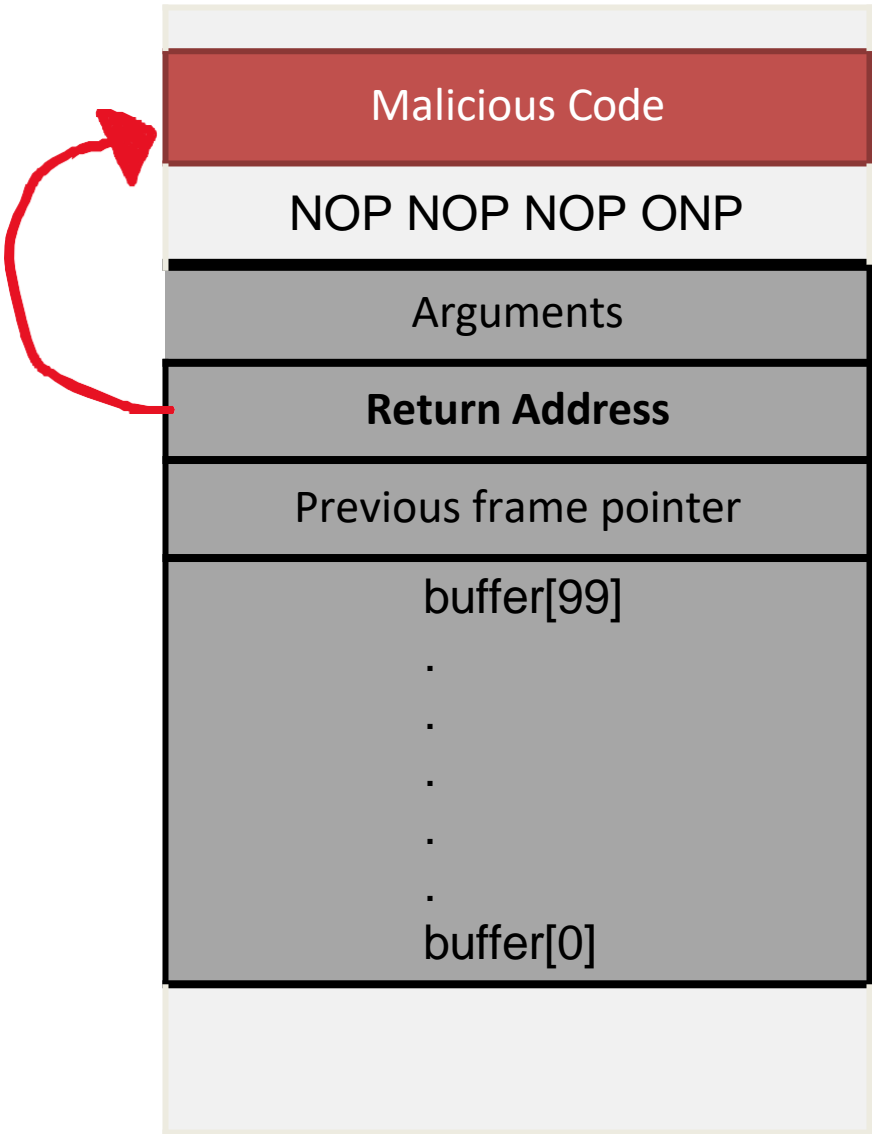 Malicious Code
NOP NOP NOP ONP
Arguments
Return Address
Previous frame pointer
buffer[99]
.
.
.
.
.
buffer[0]